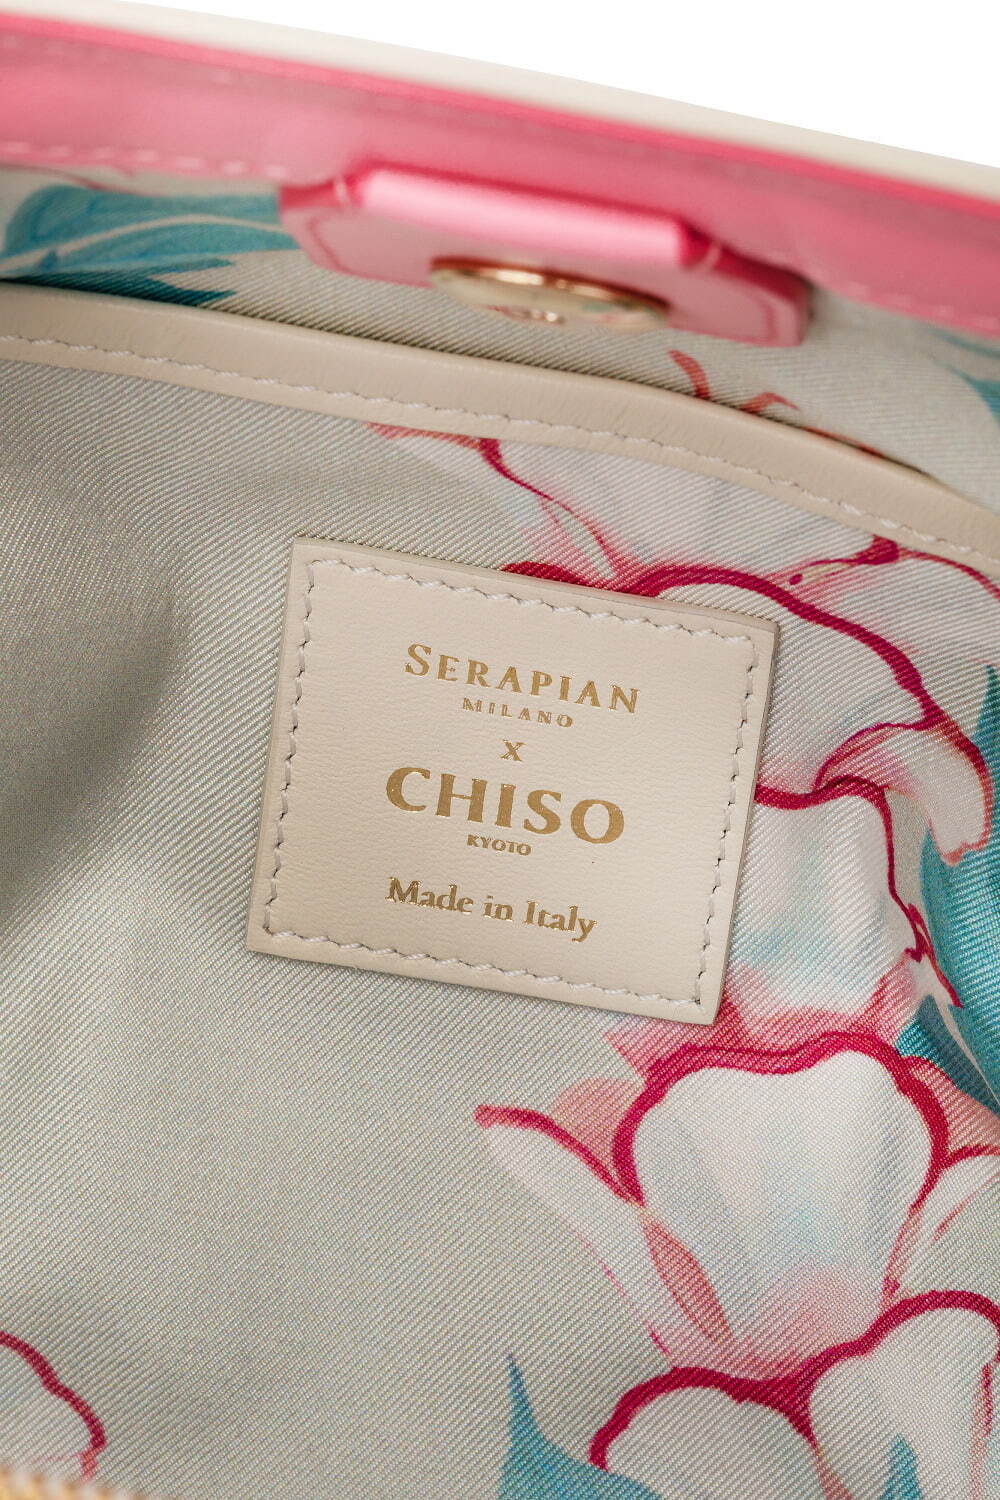 SERAPIAN
MILANO
X
CHISO
KYOTO
Made in Italy